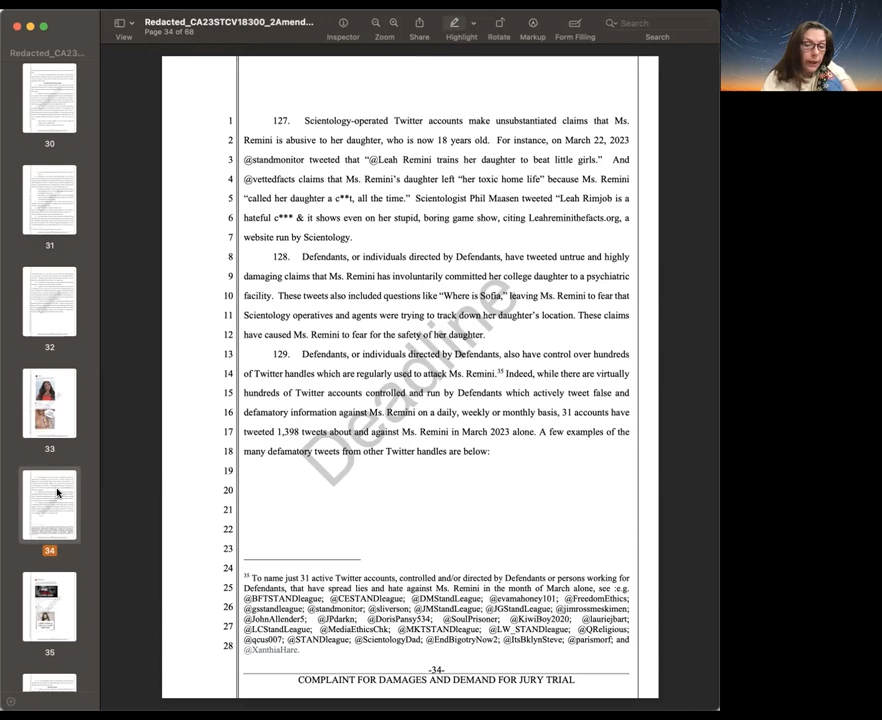 Redacted_CA23STCV1B300_2Amend...
Page 34 of 68
View
Inspector
Zoom
Share
Highlight
Rotate
Markup
Form Filling
Search
Search
Redacted_CA23...
30
31
32
33
34
35
1 127. Scientology-operated Twitter accounts make unsubstantiated claims that Ms.
2 Remini is abusive to her daughter, who is now 18 years old. For instance, on March 22, 2023
3 @standmonitor tweeted that “@Leah Remini trains her daughter to beat little girls.” And
4 @vettedfacts claims that Ms. Remini’s daughter left “her toxic home life” because Ms. Remini
5 “called her daughter a c**t, all the time.” Scientologist Phil Maasen tweeted “Leah Rimjob is a
6 hateful c*** & it shows even on her stupid, boring game show, citing Leahreminithefacts.org, a
7 website run by Scientology.
8 128. Defendants, or individuals directed by Defendants, have tweeted untrue and highly
9 damaging claims that Ms. Remini has involuntarily committed her college daughter to a psychiatric
10 facility. These tweets also included questions like “Where is Sofia,” leaving Ms. Remini to fear that
11 Scientology operatives and agents were trying to track down her daughter’s location. These claims
12 have caused Ms. Remini to fear for the safety of her daughter.
13 129. Defendants, or individuals directed by Defendants, also have control over hundreds
14 of Twitter handles which are regularly used to attack Ms. Remini.35 Indeed, while there are virtually
15 hundreds of Twitter accounts controlled and run by Defendants which actively tweet false and
16 defamatory information against Ms. Remini on a daily, weekly or monthly basis, 31 accounts have
17 tweeted 1,398 tweets about and against Ms. Remini in March 2023 alone. A few examples of the
18 many defamatory tweets from other Twitter handles are below:
19
20
21
22
23
24
35 To name just 31 active Twitter accounts, controlled and/or directed by Defendants or persons working for
25 Defendants, that have spread lies and hate against Ms. Remini in the month of March alone, see :e.g.
@BFTSTANDleague; @CESTANDleague; @DMStandLeague; @evamahoney101; @FreedomEthics;
26 @gsstandleague; @standmonitor; @sliverson; @JMStandLeague; @JGStandLeague; @jimrossmeskimen;
@JohnAllender5; @JPdarkn; @DorisPansy534; @SoulPrisoner; @KiwiBoy2020; @lauriejbart;
27 @LCStandLeague; @MediaEthicsChk; @MKTSTANDleague; @LW_STANDleague; @QReligious;
@qcus007; @STANDleague; @ScientologyDad; @EndBigotryNow2; @ItsBklynSteve; @parismorf; and
28 @XanthiaHare.
-34-
COMPLAINT FOR DAMAGES AND DEMAND FOR JURY TRIAL
Deadline